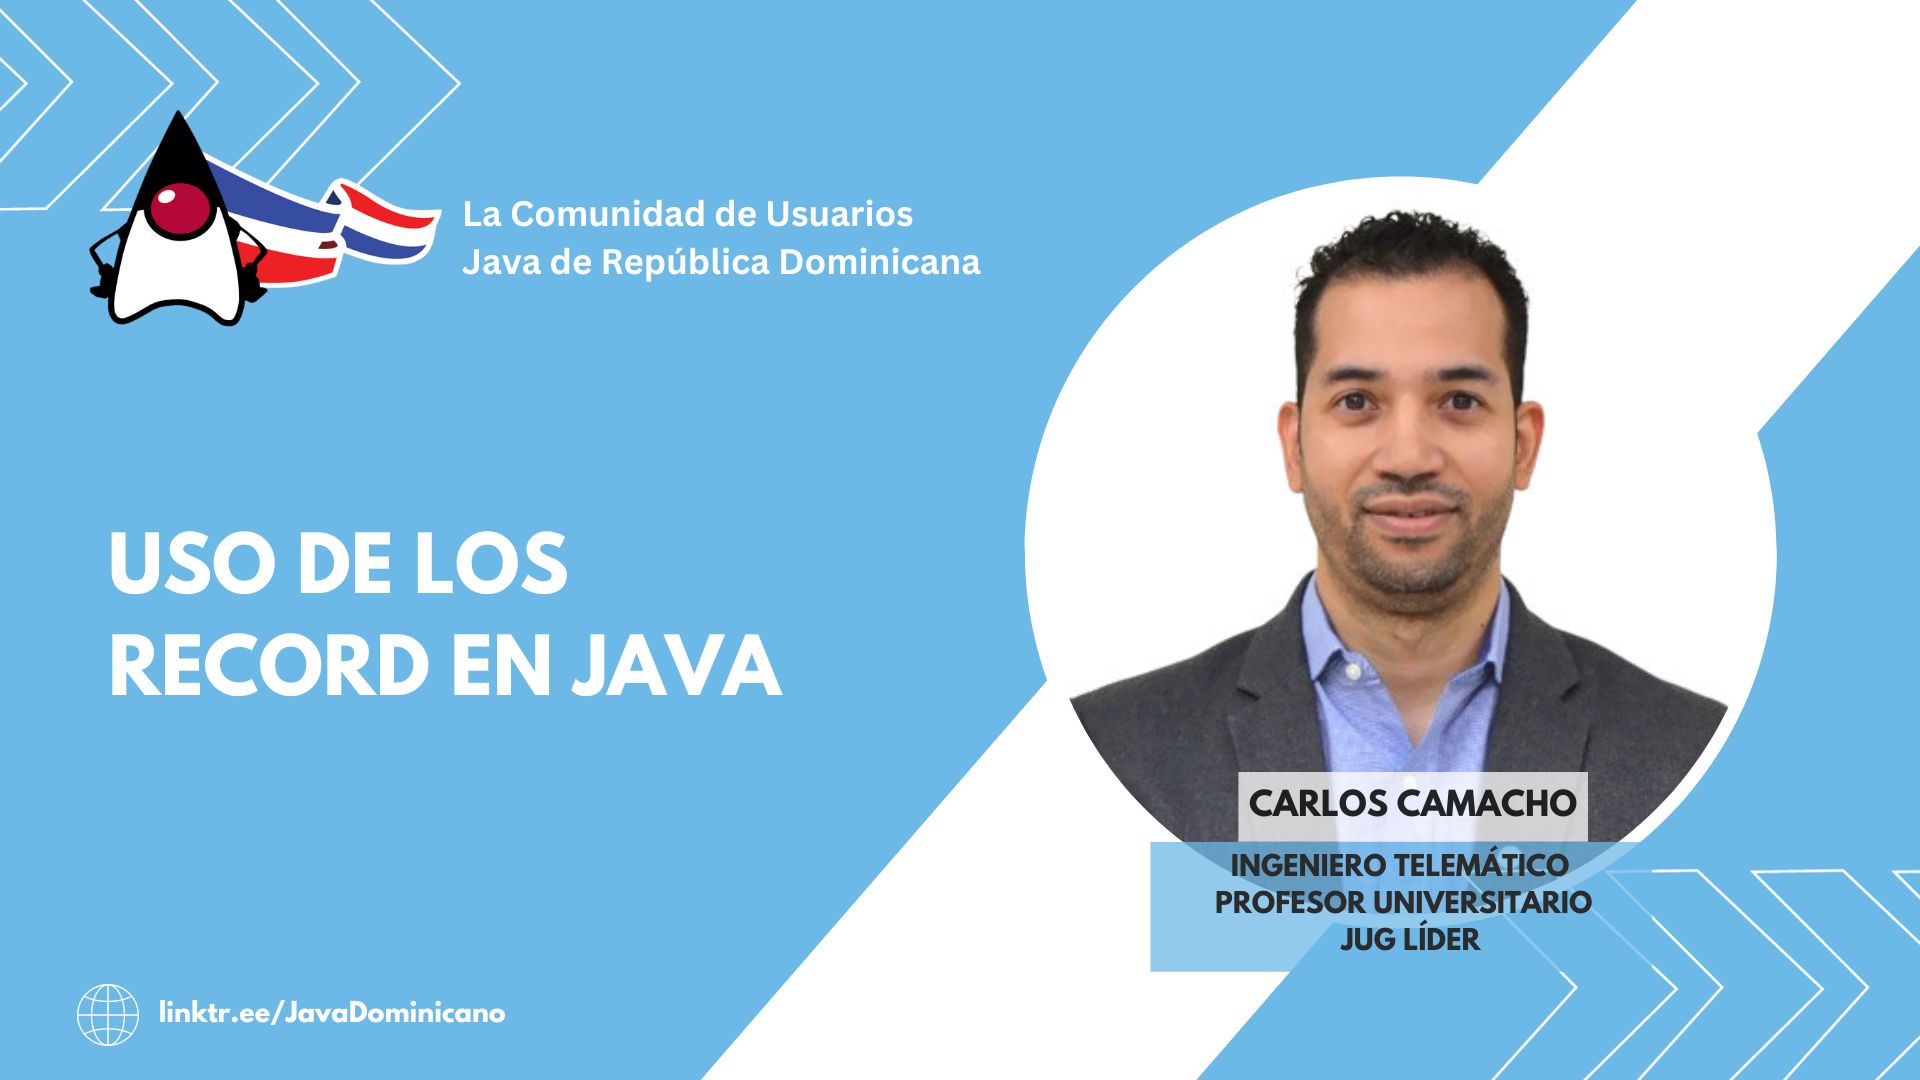 La Comunidad de Usuarios
Java de República Dominicana
USO DE LOS
RECORD EN JAVA
CARLOS CAMACHO
INGENIERO TELEMÁTICO
PROFESOR UNIVERSITARIO
JUG LÍDER
linktr.ee/JavaDominicano